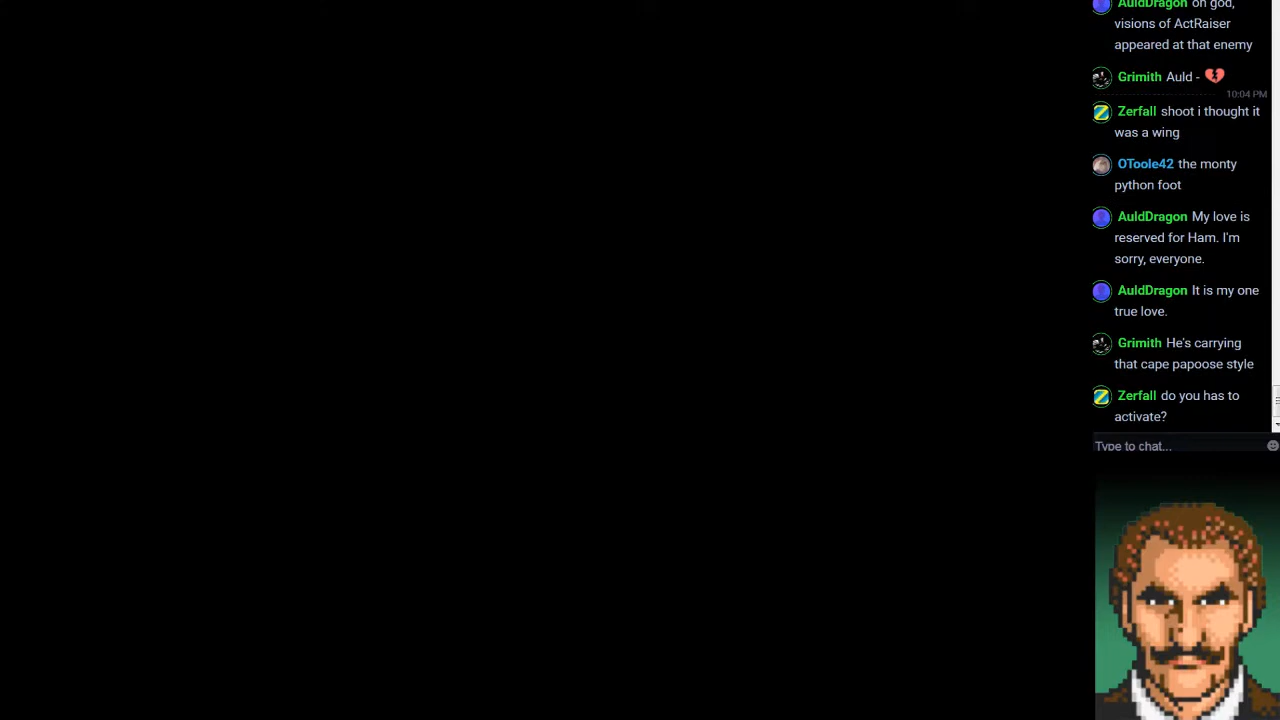 AuldDragon oh god,
visions of ActRaiser
appeared at that enemy
Grimith Auld - 💔
10:04 PM
Zerfall shoot i thought it
was a wing
OToole42 the monty
python foot
AuldDragon My love is
reserved for Ham. I'm
sorry, everyone.
AuldDragon It is my one
true love.
Grimith He's carrying
that cape papoose style
Zerfall do you has to
activate?
Type to chat...